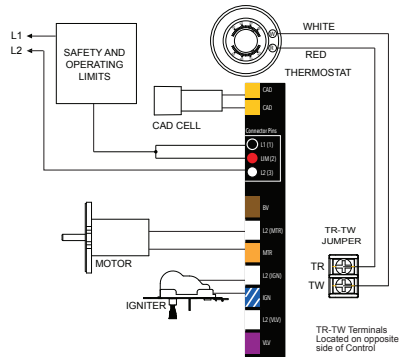 WHITE
L1
L2
SAFETY AND
OPERATING
LIMITS
RED
THERMOSTAT
CAD
CAD
CAD CELL
Connector Pins
L1 (1)
LIM (2)
L2 (3)
BV
L2 (MTR)
MTR
MOTOR
L2 (IGN)
IGN
IGNITER
L2 (VLV)
VLV
TR-TW
JUMPER
TR
TW
TR-TW Terminals
Located on opposite
side of Control